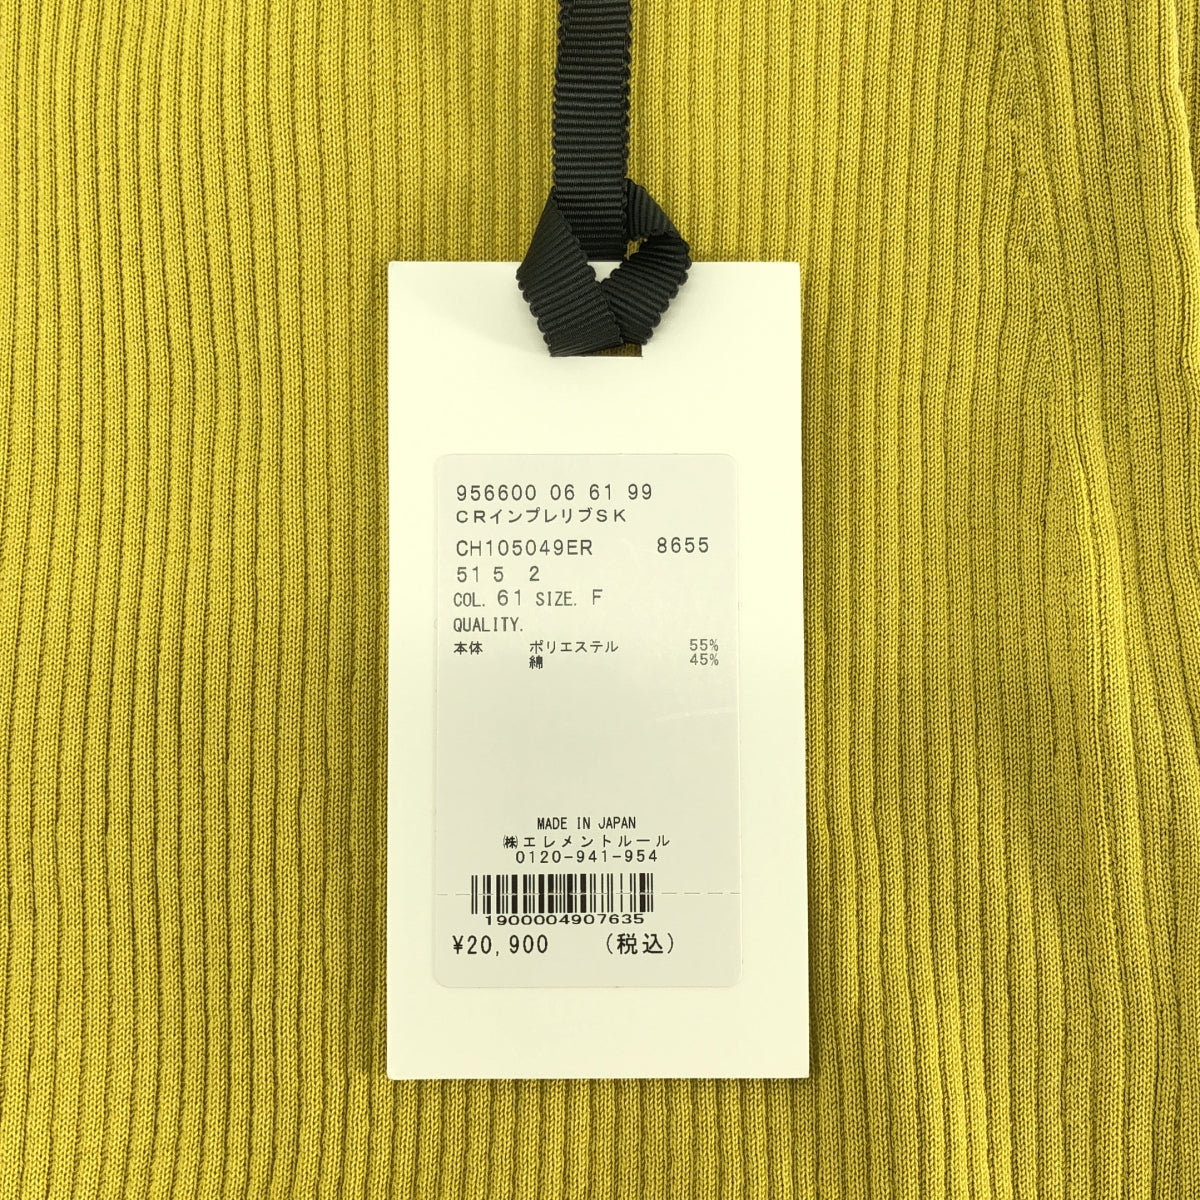 956600 06 61 99
CRインプレリブSK
CH105049ER 8655
51 5 2
COL. 61 SIZE. F
QUALITY.
本体 ポリエステル 55%
綿 45%
MADE IN JAPAN
㈱エレメントルール
0120-941-954
1900004907635
¥20,900 (税込)